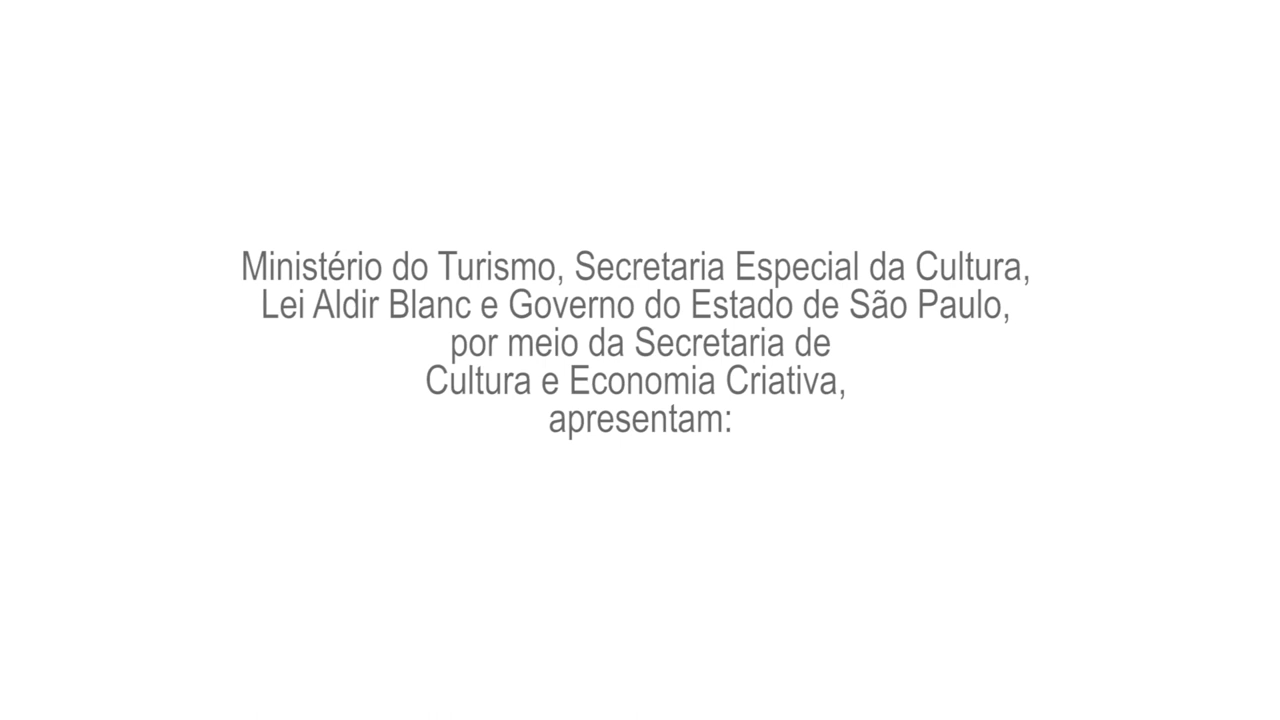 Ministério do Turismo, Secretaria Especial da Cultura,
Lei Aldir Blanc e Governo do Estado de São Paulo,
por meio da Secretaria de
Cultura e Economia Criativa,
apresentam: